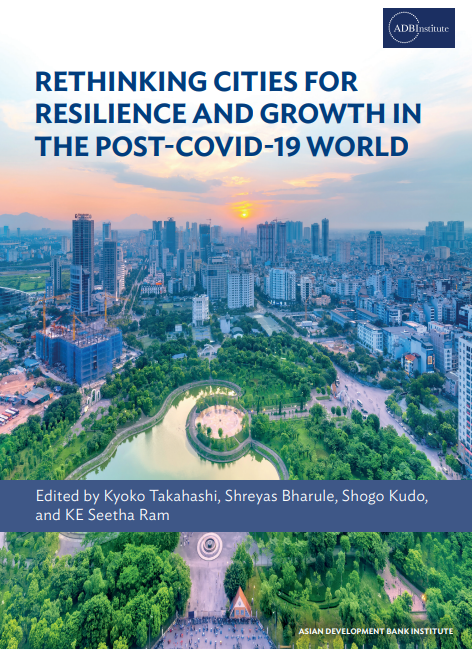 ADBInstitute
RETHINKING CITIES FOR
RESILIENCE AND GROWTH IN
THE POST-COVID-19 WORLD
Edited by Kyoko Takahashi, Shreyas Bharule, Shogo Kudo,
and KE Seetha Ram
ASIAN DEVELOPMENT BANK INSTITUTE